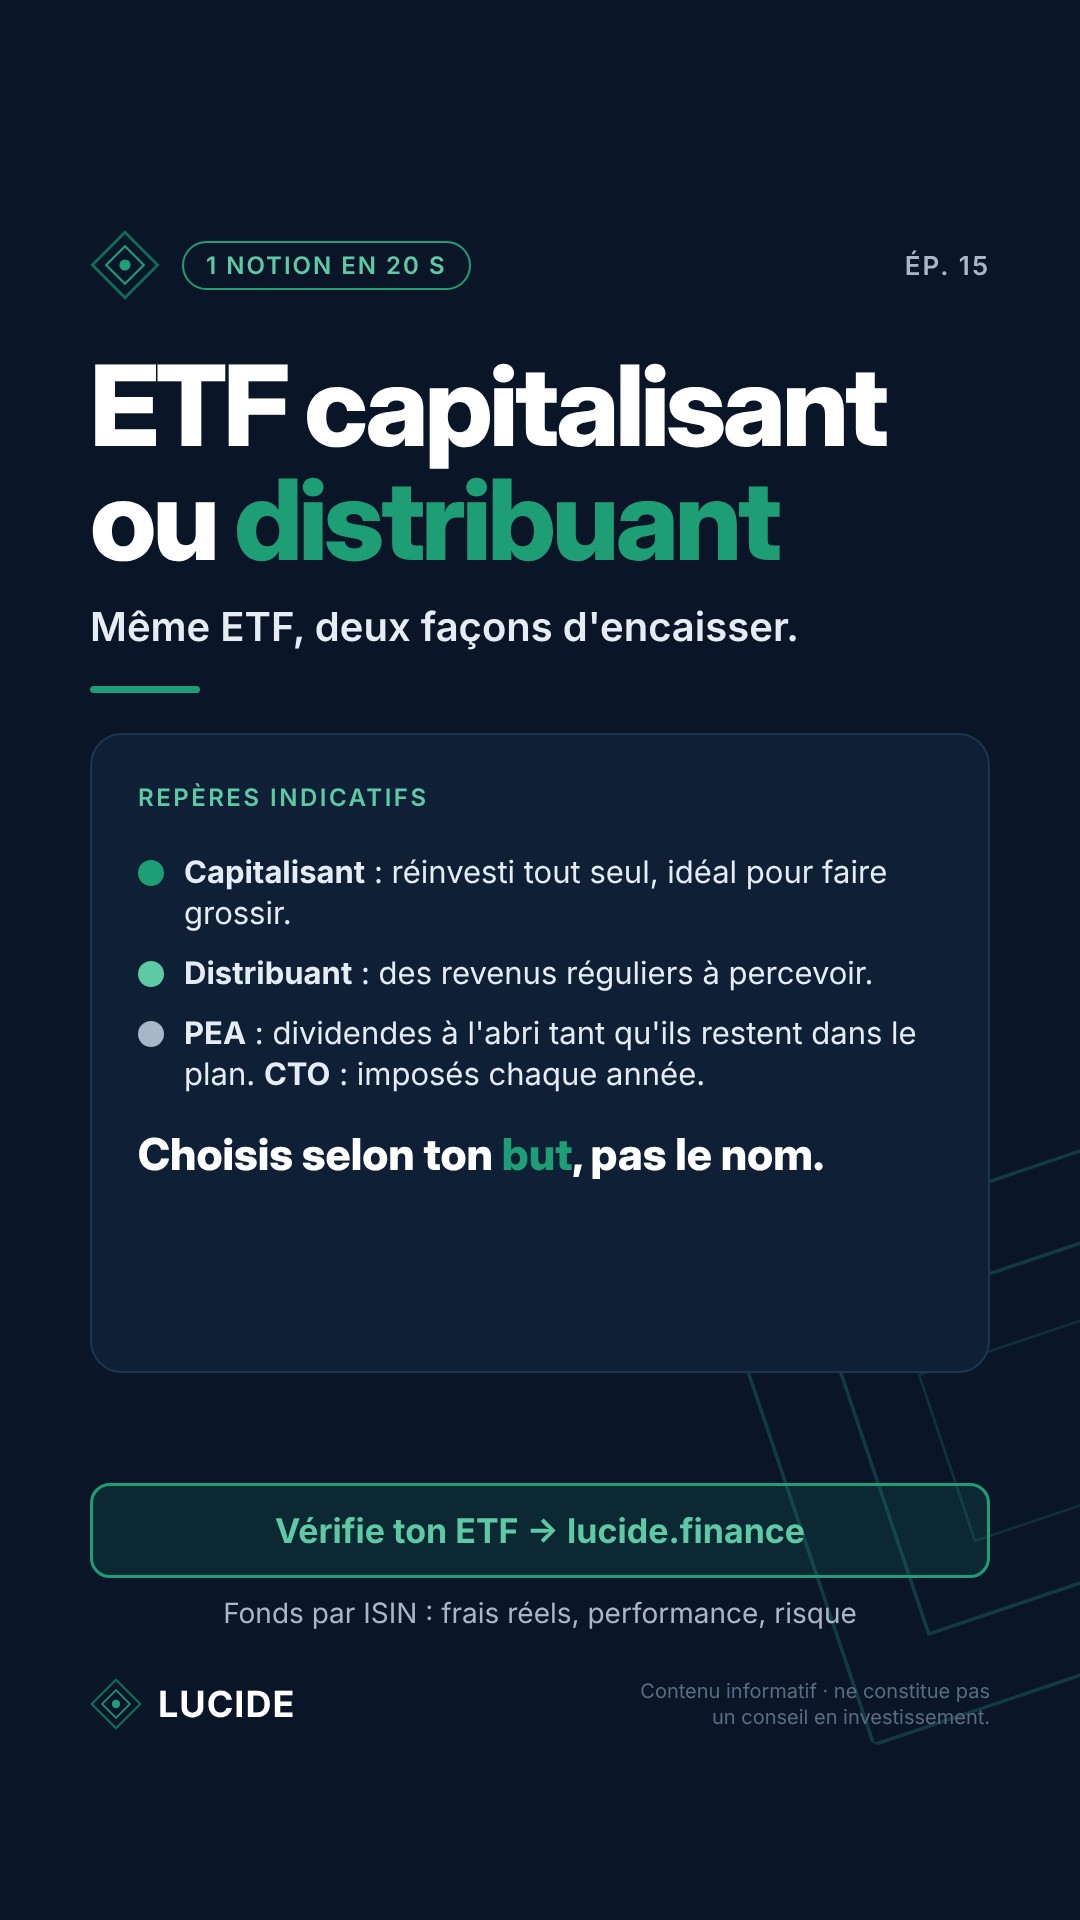 1 NOTION EN 20 S
ÉP. 15
ETF capitalisant
ou distribuant
Même ETF, deux façons d'encaisser.
REPÈRES INDICATIFS
Capitalisant : réinvesti tout seul, idéal pour faire
grossir.
Distribuant : des revenus réguliers à percevoir.
PEA : dividendes à l'abri tant qu'ils restent dans le
plan. CTO : imposés chaque année.
Choisis selon ton but, pas le nom.
Vérifie ton ETF → lucide.finance
Fonds par ISIN : frais réels, performance, risque
LUCIDE
Contenu informatif · ne constitue pas
un conseil en investissement.